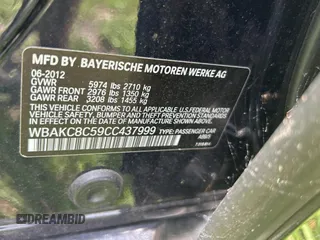 MFD BY BAYERISCHE MOTOREN WERKE AG
06-2012
GVWR 5974 lbs 2710 kg
GAWR FRONT 2976 lbs 1350 kg
GAWR REAR 3208 lbs 1455 kg
THIS VEHICLE CONFORMS TO ALL APPLICABLE
FEDERAL MOTOR VEHICLE SAFETY, BUMPER, AND
THEFT PREVENTION STANDARDS IN EFFECT ON THE
DATE OF MANUFACTURE SHOWN ABOVE.
WBAKC8C59CC437999 TYPE: PASSENGER CAR
DREAMBID